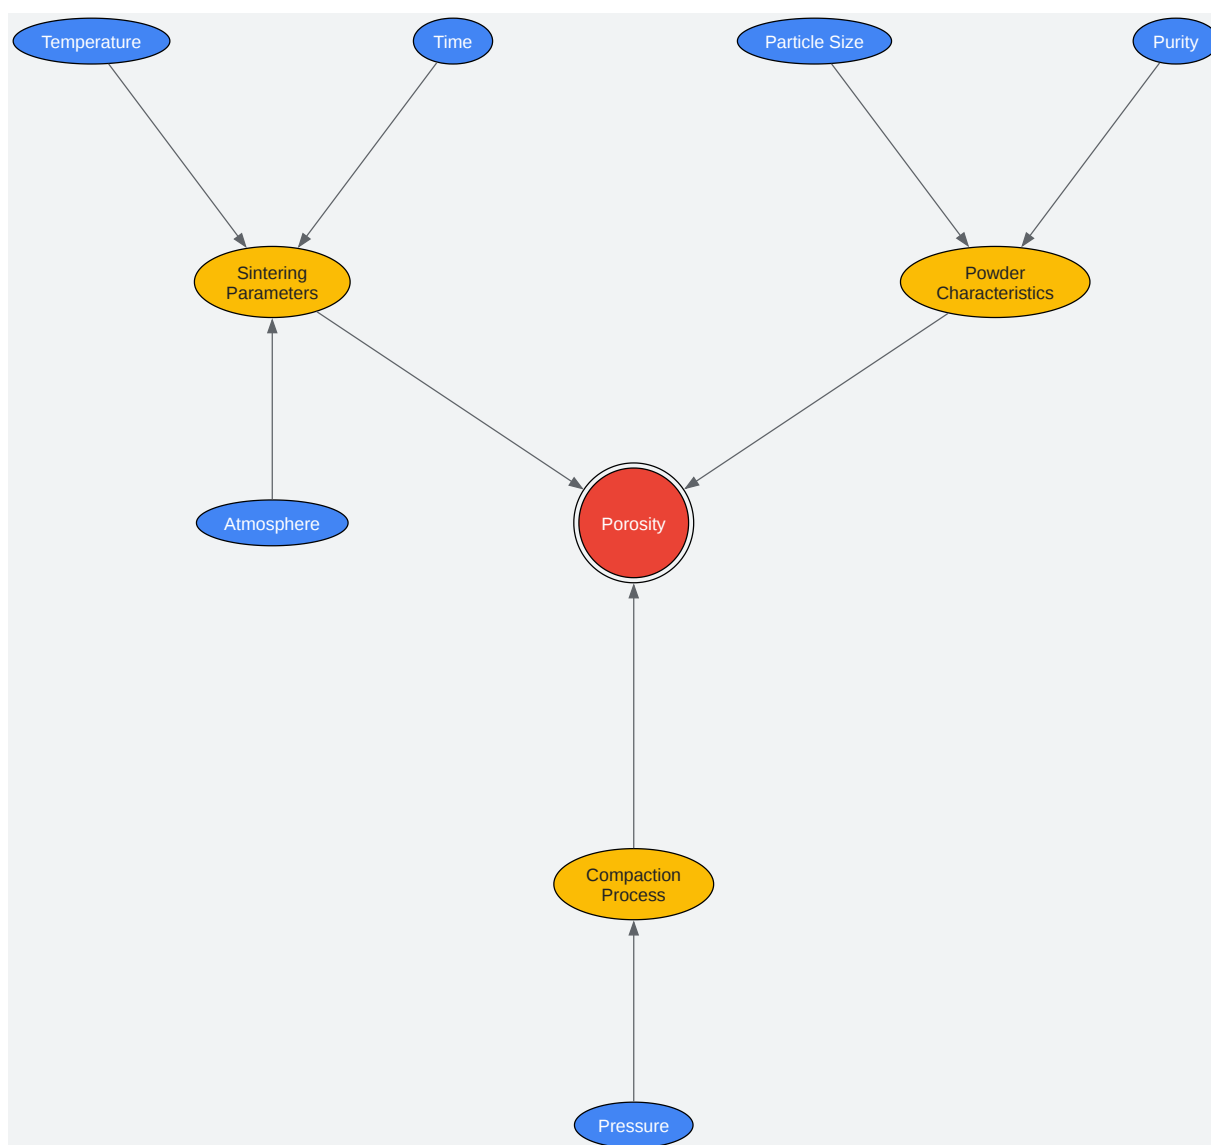 Temperature
Time
Particle Size
Purity
Sintering
Parameters
Powder
Characteristics
Atmosphere
Porosity
Compaction
Process
Pressure